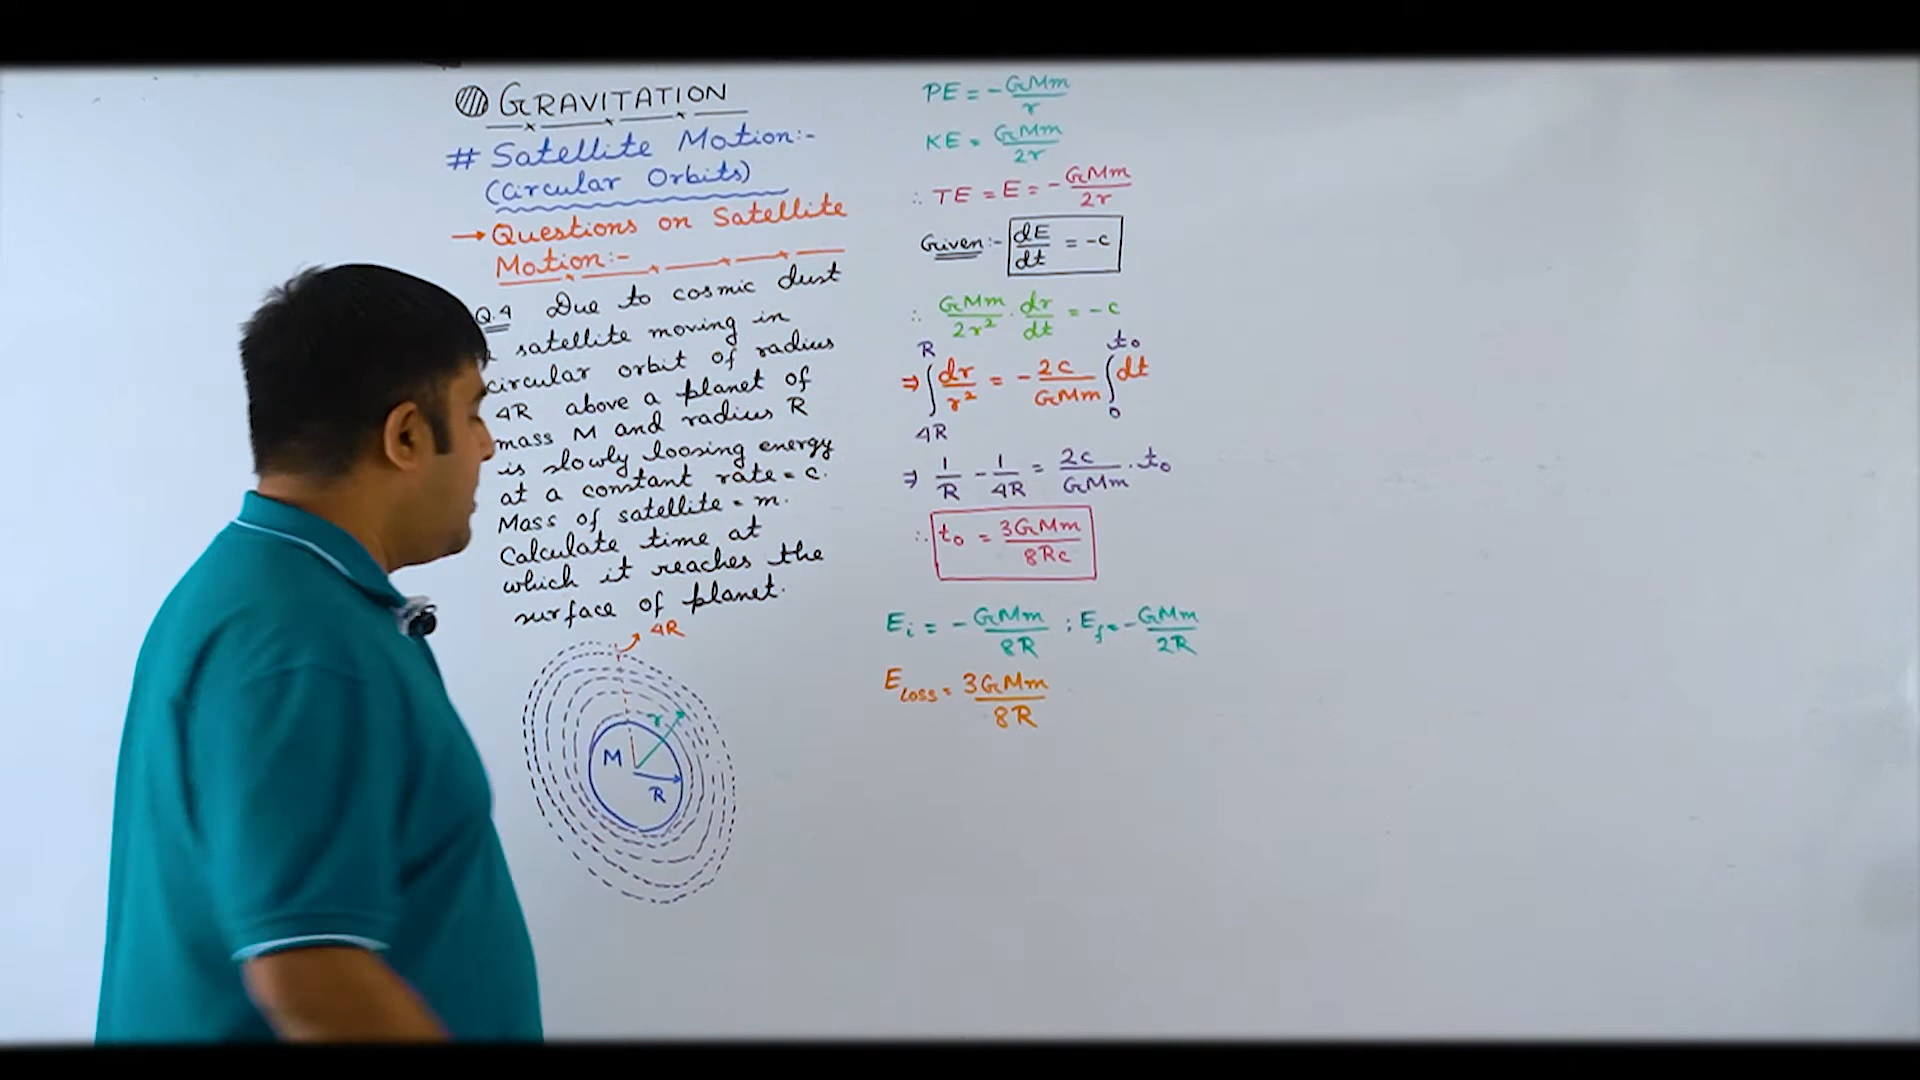 GRAVITATION
# Satellite Motion:-
(Circular Orbits)
→ Questions on Satellite
Motion:-
Q.4 Due to cosmic dust
satellite moving in
circular orbit of radius
4R above a planet of
mass M and radius R
is slowly loosing energy
at a constant rate = c.
Mass of satellite = m.
Calculate time at
which it reaches the
surface of planet.
4R
r
M
R
PE = -GMm/r
KE = GMm/2r
∴ TE = E = -GMm/2r
Given:- dE/dt = -c
∴ GMm/2r² · dr/dt = -c
⇒ ∫_{4R}^{R} dr/r² = -2c/GMm ∫_{0}^{t₀} dt
⇒ 1/R - 1/4R = 2c/GMm · t₀
∴ t₀ = 3GMm/8Rc
E_i = -GMm/8R ; E_f = -GMm/2R
E_loss = 3GMm/8R